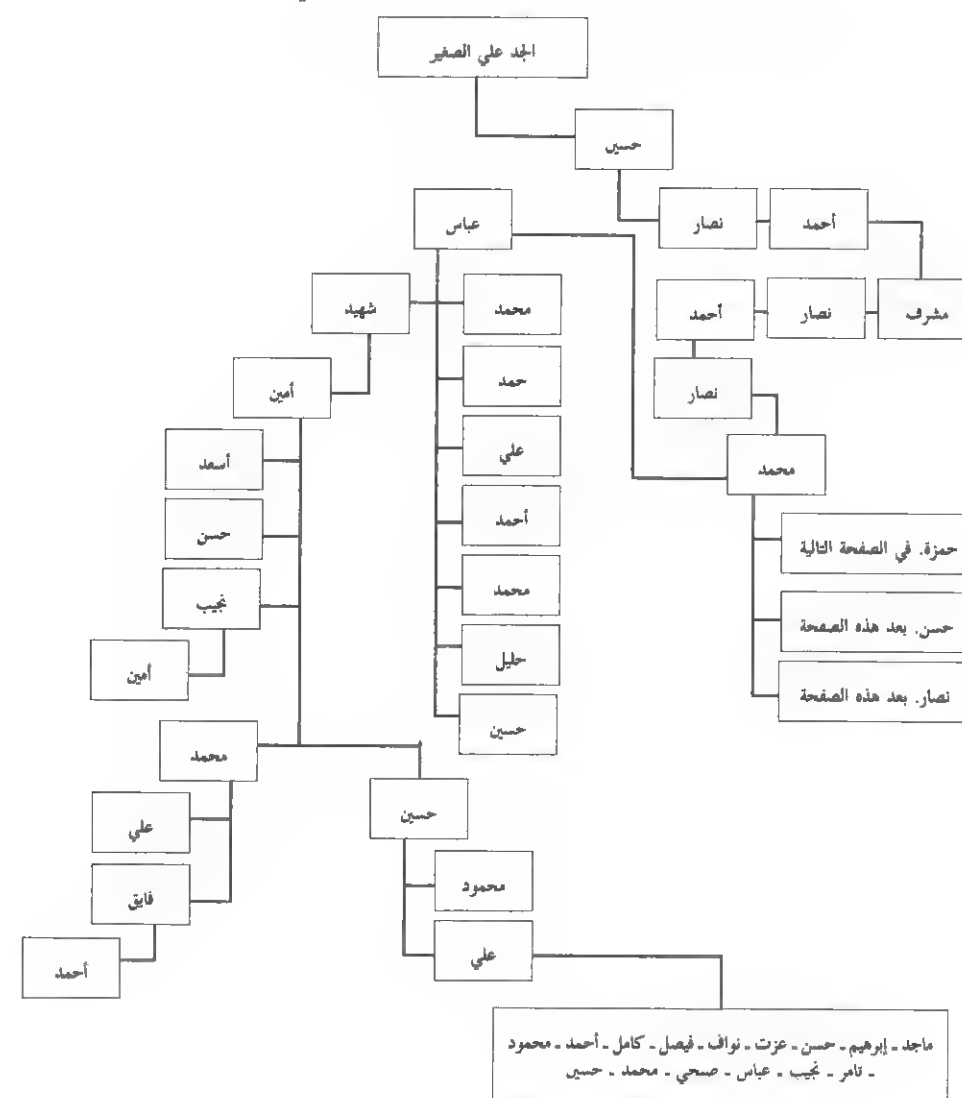 الجد علي الصغير
حسين
عباس
نصار
أحمد
شهيد
محمد
أحمد
نصار
مشرف
أمين
حمد
نصار
أسعد
علي
محمد
حسن
أحمد
حمزة. في الصفحة التالية
نجيب
محمد
حسن. بعد هذه الصفحة
أمين
خليل
نصار. بعد هذه الصفحة
محمد
حسين
علي
حسين
فايق
محمود
أحمد
علي
ماجد ـ إبرهيم ـ حسن ـ عزت ـ نواف ـ فيصل ـ كامل ـ أحمد ـ محمود
ـ تامر ـ نجيب ـ عباس ـ صبحي ـ محمد ـ حسين